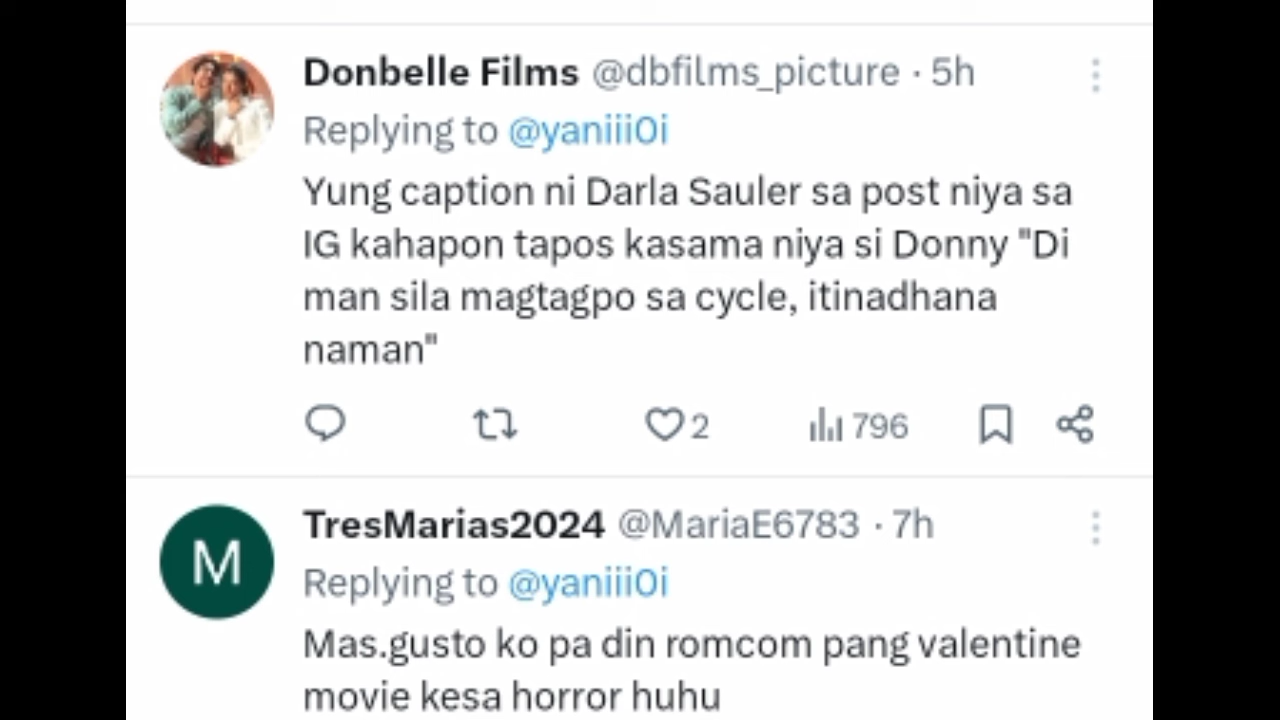 Donbelle Films @dbfilms_picture · 5h
Replying to @yaniii0i
Yung caption ni Darla Sauler sa post niya sa
IG kahapon tapos kasama niya si Donny "Di
man sila magtagpo sa cycle, itinadhana
naman"
2 796
M
TresMarias2024 @MariaE6783 · 7h
Replying to @yaniii0i
Mas.gusto ko pa din romcom pang valentine
movie kesa horror huhu